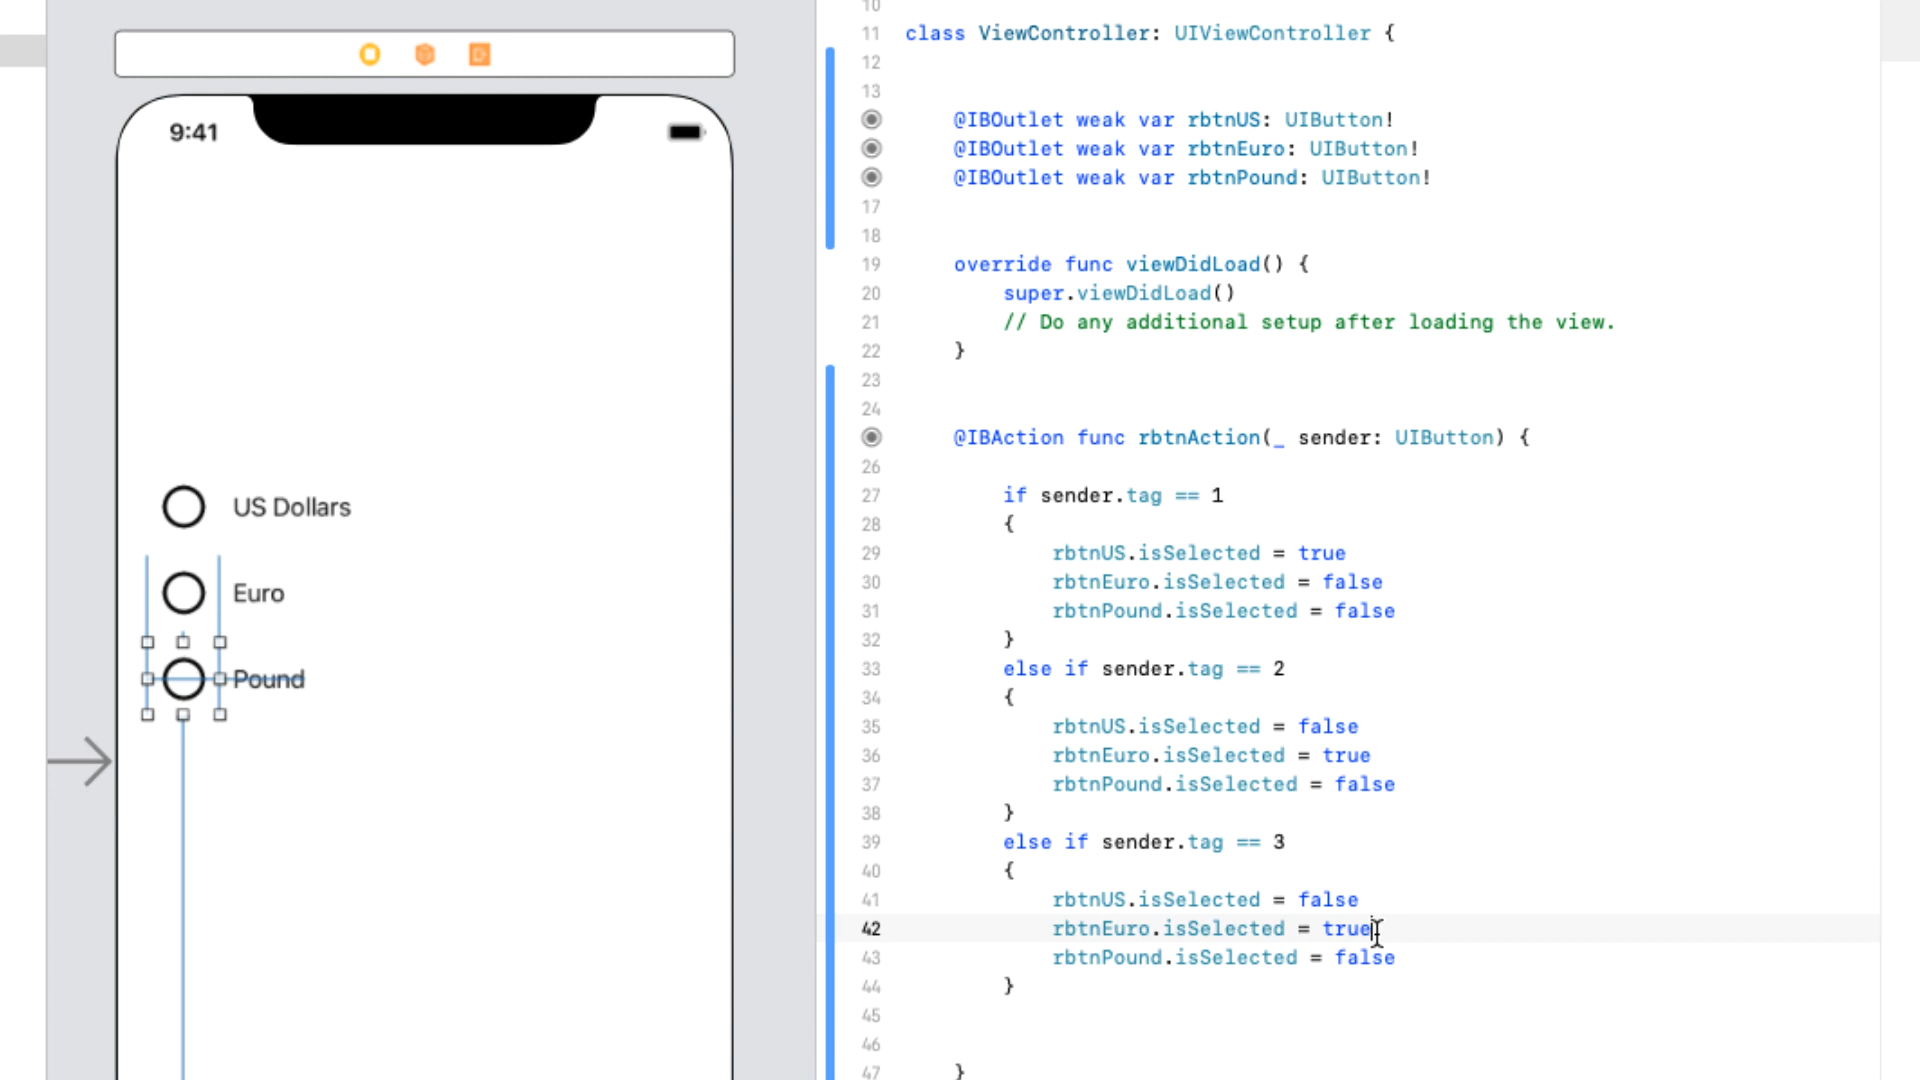 9:41
US Dollars
Euro
Pound
10
11 class ViewController: UIViewController {
12
13
@IBOutlet weak var rbtnUS: UIButton!
@IBOutlet weak var rbtnEuro: UIButton!
@IBOutlet weak var rbtnPound: UIButton!
17
18
19 override func viewDidLoad() {
20 super.viewDidLoad()
21 // Do any additional setup after loading the view.
22 }
23
24
@IBAction func rbtnAction(_ sender: UIButton) {
26
27 if sender.tag == 1
28 {
29 rbtnUS.isSelected = true
30 rbtnEuro.isSelected = false
31 rbtnPound.isSelected = false
32 }
33 else if sender.tag == 2
34 {
35 rbtnUS.isSelected = false
36 rbtnEuro.isSelected = true
37 rbtnPound.isSelected = false
38 }
39 else if sender.tag == 3
40 {
41 rbtnUS.isSelected = false
42 rbtnEuro.isSelected = true
43 rbtnPound.isSelected = false
44 }
45
46
47 }